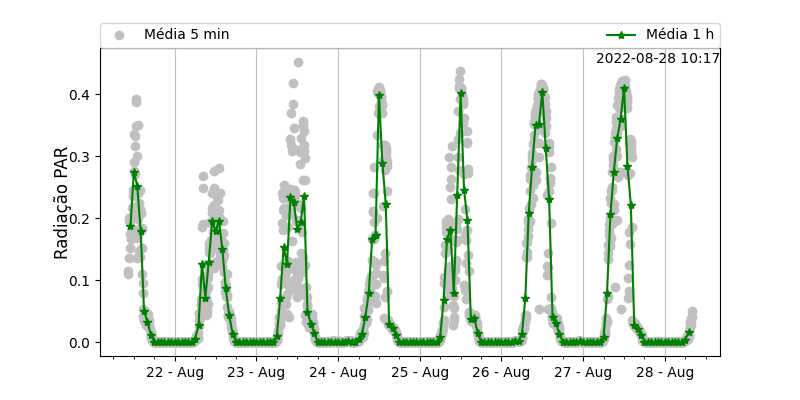 Média 5 min
Média 1 h
2022-08-28 10:17
Radiação PAR
0.4
0.3
0.2
0.1
0.0
22 - Aug
23 - Aug
24 - Aug
25 - Aug
26 - Aug
27 - Aug
28 - Aug